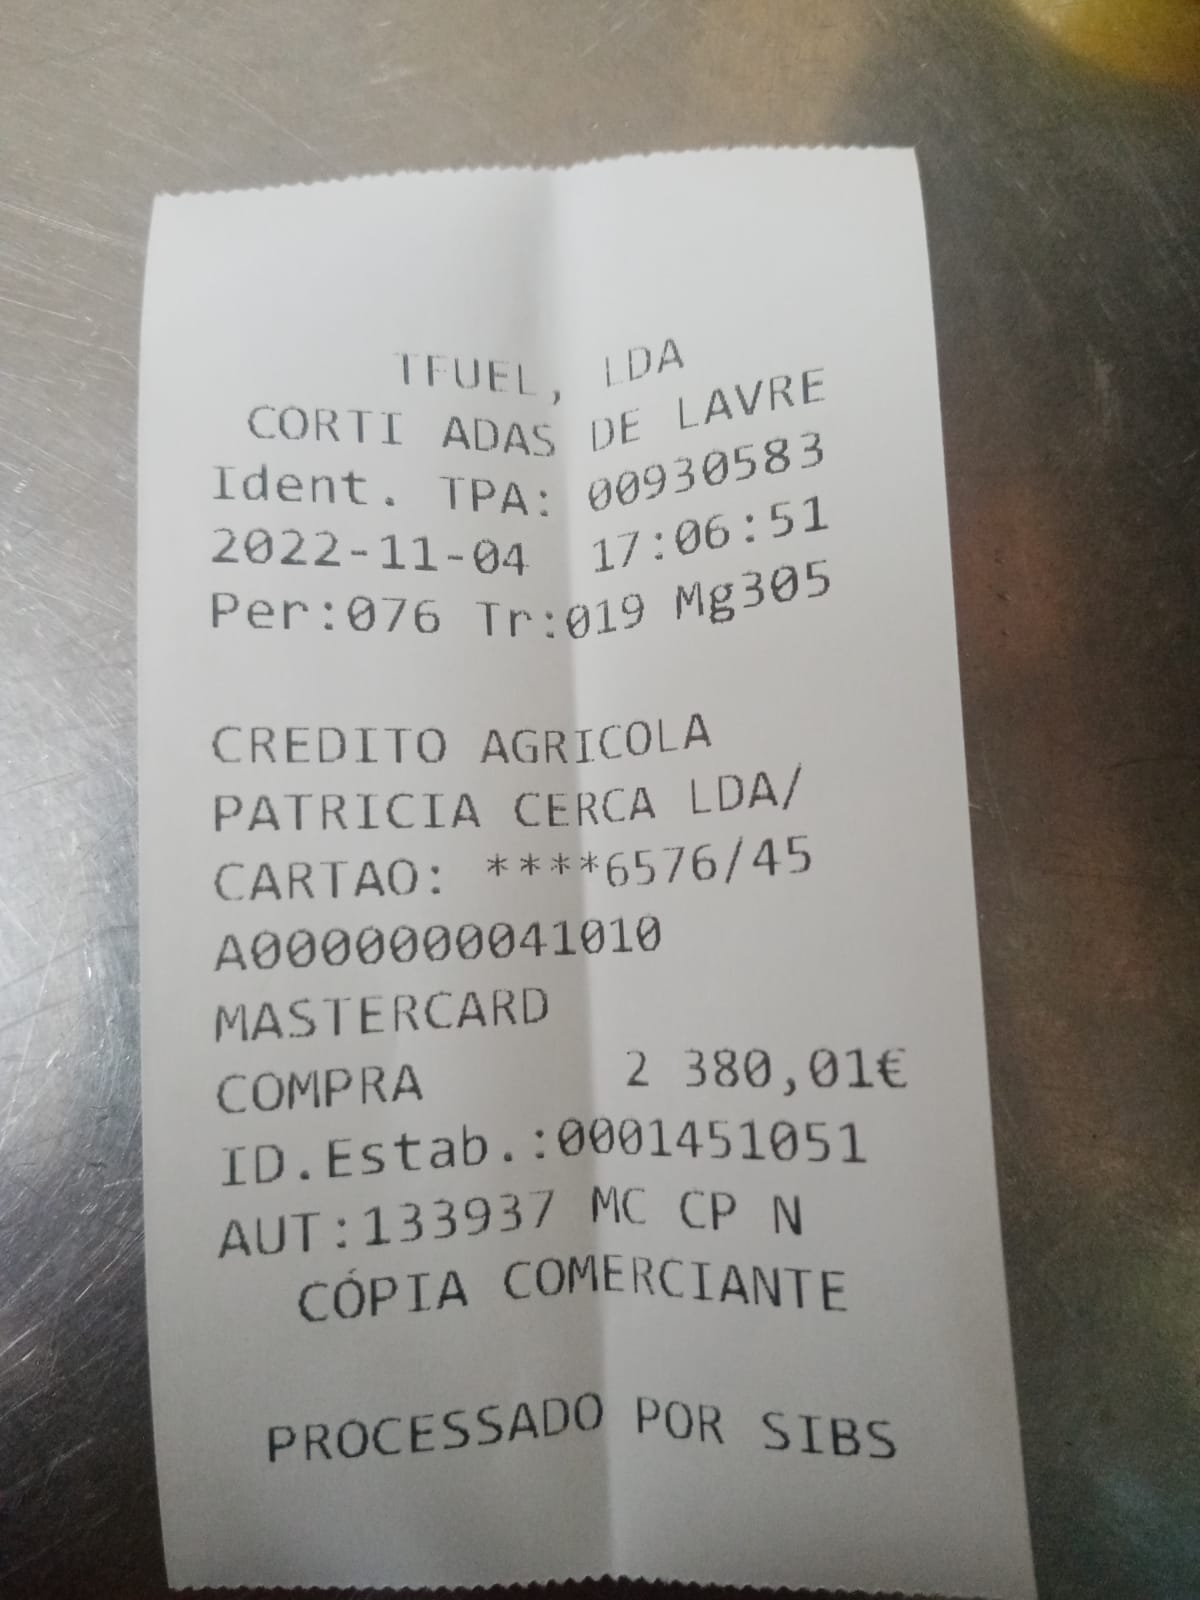 TFUEL, LDA
CORTI ADAS DE LAVRE
Ident. TPA: 00930583
2022-11-04 17:06:51
Per:076 Tr:019 Mg305
CREDITO AGRICOLA
PATRICIA CERCA LDA/
CARTAO: ****6576/45
A0000000041010
MASTERCARD
COMPRA 2 380,01€
ID.Estab.:0001451051
AUT:133937 MC CP N
CÓPIA COMERCIANTE
PROCESSADO POR SIBS